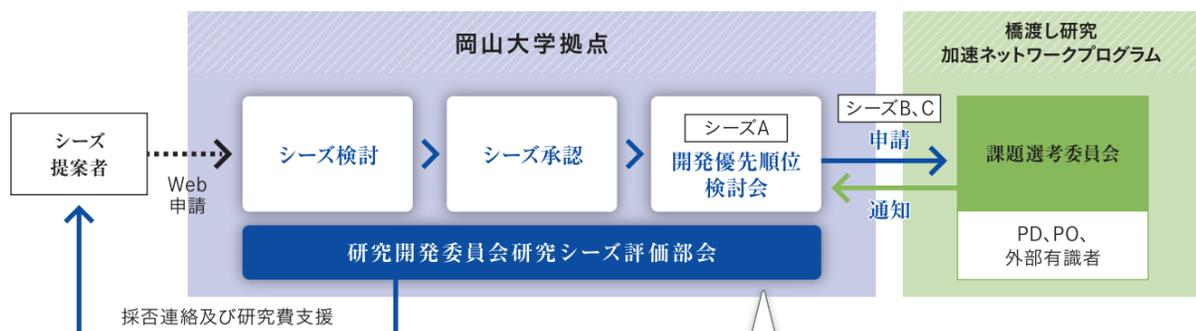 岡山大学拠点
橋渡し研究
加速ネットワークプログラム
シーズ
提案者
Web
申請
シーズ検討
シーズ承認
シーズA
開発優先順位
検討会
シーズB、C
申請
通知
課題選考委員会
PD、PO、
外部有識者
研究開発委員会研究シーズ評価部会
採否連絡及び研究費支援